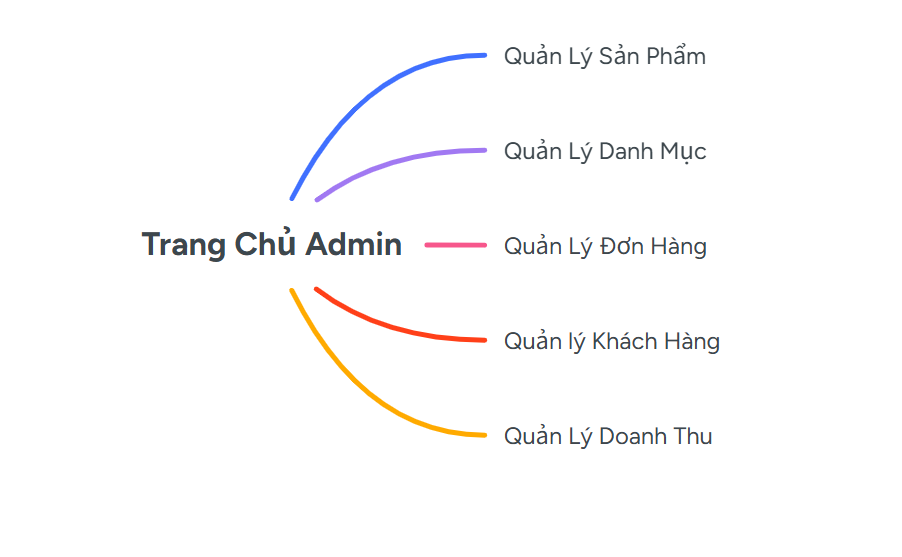 Quản Lý Sản Phẩm
Quản Lý Danh Mục
Trang Chủ Admin
Quản Lý Đơn Hàng
Quản lý Khách Hàng
Quản Lý Doanh Thu